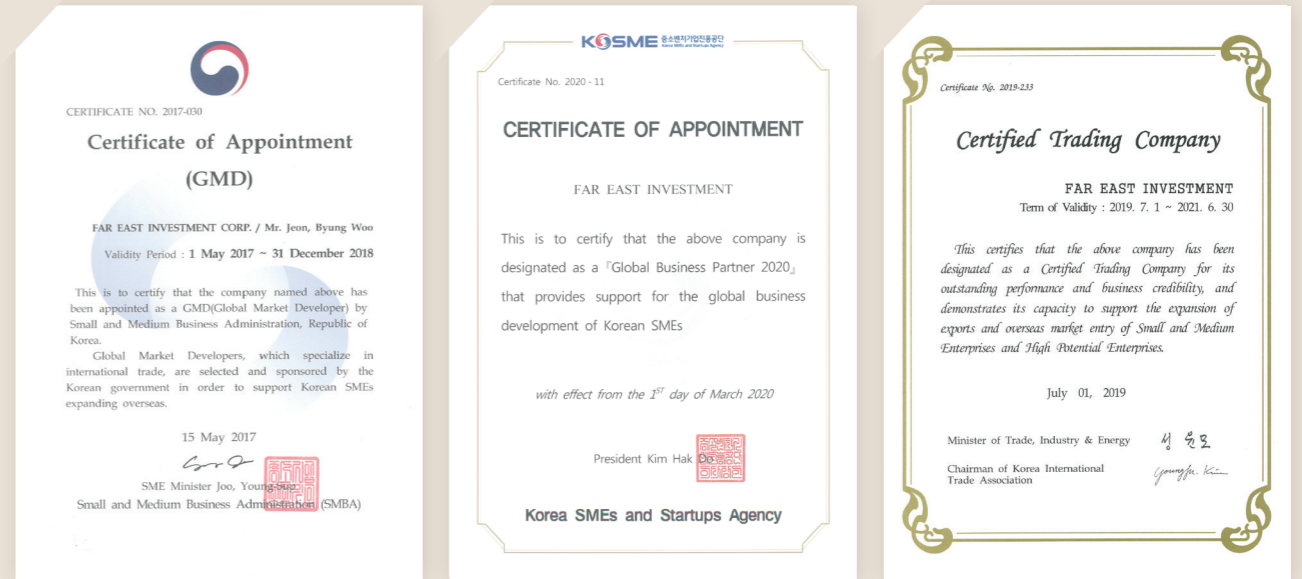 CERTIFICATE NO. 2017-030
Certificate of Appointment
(GMD)
FAR EAST INVESTMENT CORP. / Mr. Jeon, Byung Woo
Validity Period : 1 May 2017 ~ 31 December 2018
This is to certify that the company named above has
been appointed as a GMD(Global Market Developer) by
Small and Medium Business Administration, Republic of
Korea.
Global Market Developers, which specialize in
international trade, are selected and sponsored by the
Korean government in order to support Korean SMEs
expanding overseas.
15 May 2017
SME Minister Joo, Young-Sup
Small and Medium Business Administration (SMBA)
KOSME 중소벤처기업진흥공단
Korea SMEs and Startups Agency
Certificate No. 2020 - 11
CERTIFICATE OF APPOINTMENT
FAR EAST INVESTMENT
This is to certify that the above company is
designated as a 『Global Business Partner 2020』
that provides support for the global business
development of Korean SMEs
with effect from the 1ST day of March 2020
President Kim Hak Do
Korea SMEs and Startups Agency
Certificate No. 2019-233
Certified Trading Company
FAR EAST INVESTMENT
Term of Validity : 2019. 7. 1 ~ 2021. 6. 30
This certifies that the above company has been
designated as a Certified Trading Company for its
outstanding performance and business credibility, and
demonstrates its capacity to support the expansion of
exports and overseas market entry of Small and Medium
Enterprises and High Potential Enterprises.
July 01, 2019
Minister of Trade, Industry & Energy
Chairman of Korea International
Trade Association